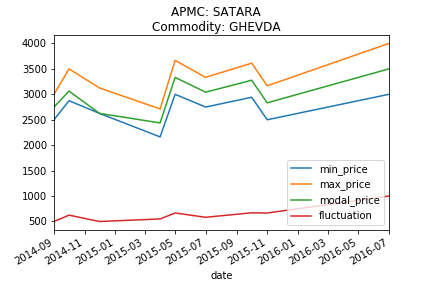 APMC: SATARA
Commodity: GHEVDA
4000
3500
3000
2500
2000
1500
1000
500
min_price
max_price
modal_price
fluctuation
2014-09
2014-11
2015-01
2015-03
2015-05
2015-07
2015-09
2015-11
2016-01
2016-03
2016-05
2016-07
date